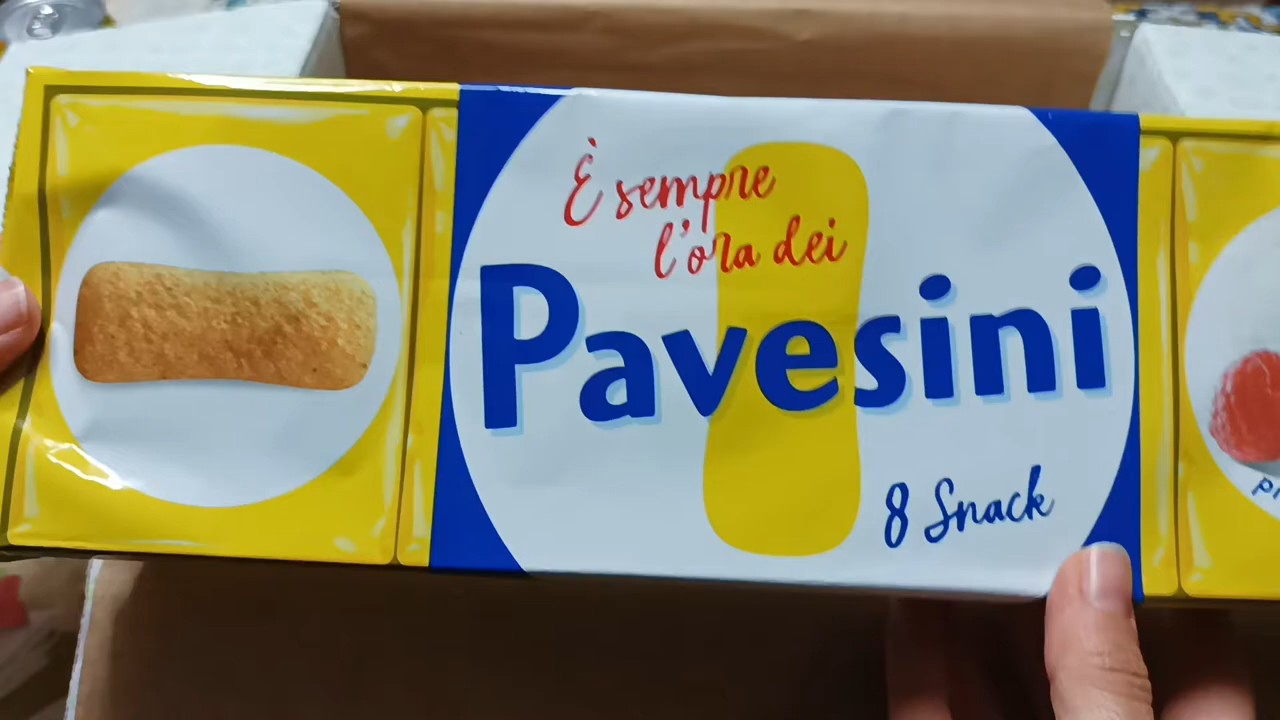 È sempre
l'ora dei
Pavesini
8 Snack